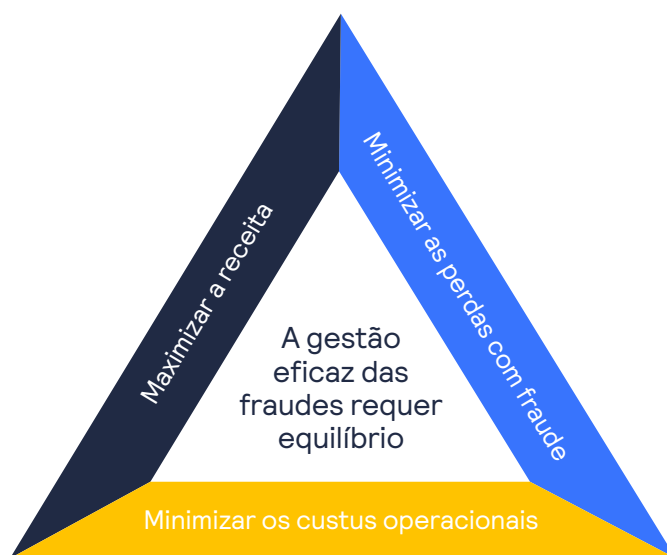 Maximizar a receita
Minimizar as perdas com fraude
A gestão
eficaz das
fraudes requer
equilíbrio
Minimizar os custus operacionais